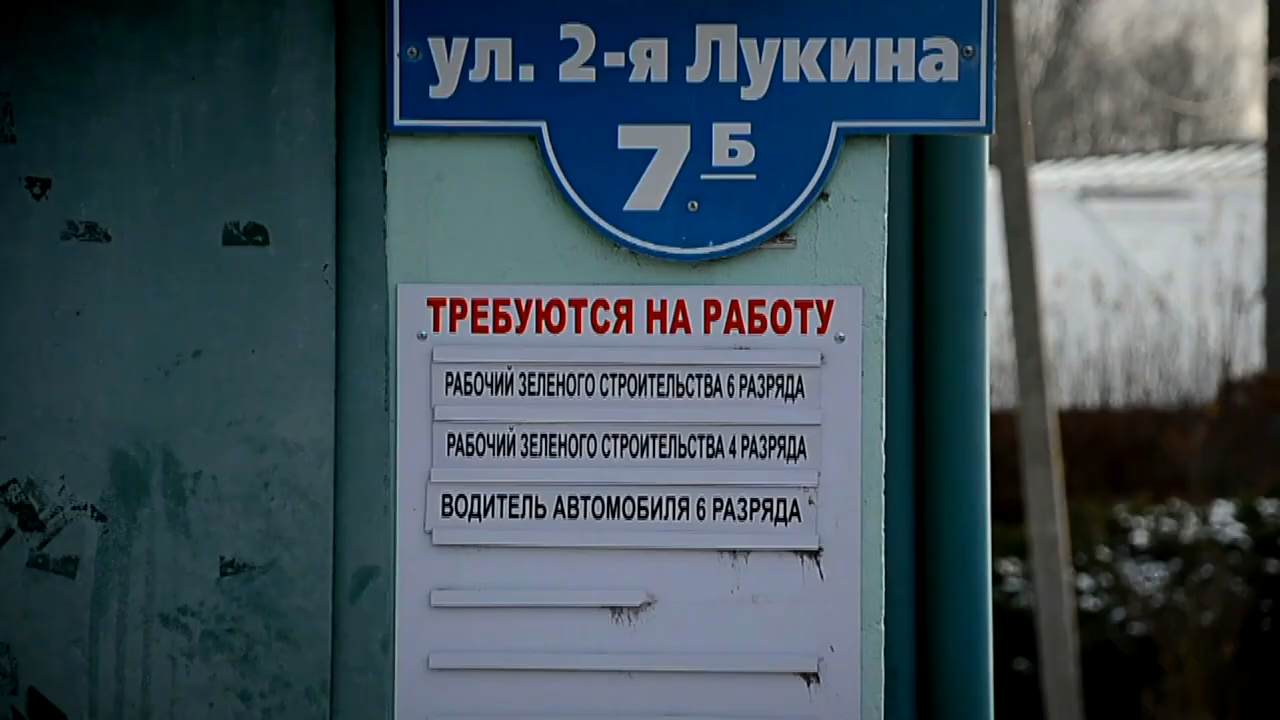 ул. 2-я Лукина
7 Б
ТРЕБУЮТСЯ НА РАБОТУ
РАБОЧИЙ ЗЕЛЕНОГО СТРОИТЕЛЬСТВА 6 РАЗРЯДА
РАБОЧИЙ ЗЕЛЕНОГО СТРОИТЕЛЬСТВА 4 РАЗРЯДА
ВОДИТЕЛЬ АВТОМОБИЛЯ 6 РАЗРЯДА